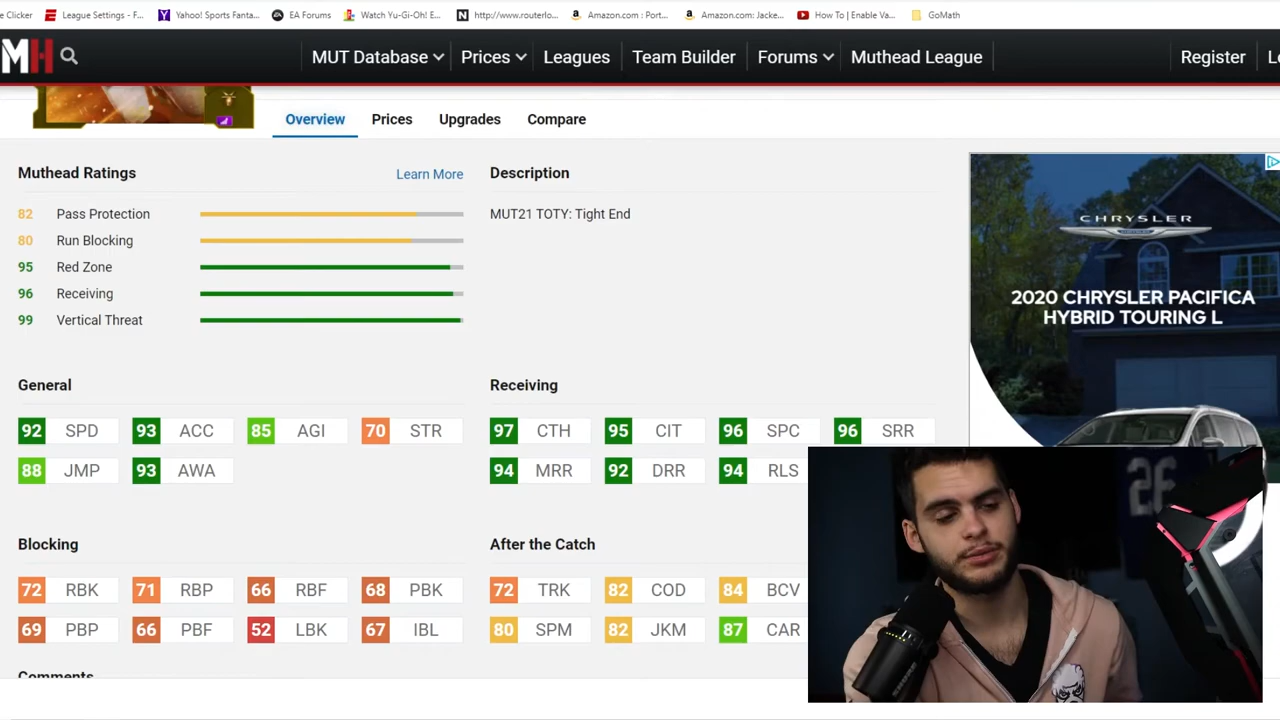 e Clicker League Settings - F... Yahoo! Sports Fanta... EA Forums Watch Yu-Gi-Oh! E... http://www.routerlo... Amazon.com : Port... Amazon.com: Jacke... How To | Enable Va... GoMath
MH MUT Database Prices Leagues Team Builder Forums Muthead League Register
Overview Prices Upgrades Compare
Muthead Ratings Learn More
82 Pass Protection
80 Run Blocking
95 Red Zone
96 Receiving
99 Vertical Threat
Description
MUT21 TOTY: Tight End
CHRYSLER
2020 CHRYSLER PACIFICA
HYBRID TOURING L
General
92 SPD 93 ACC 85 AGI 70 STR
88 JMP 93 AWA
Receiving
97 CTH 95 CIT 96 SPC 96 SRR
94 MRR 92 DRR 94 RLS
Blocking
72 RBK 71 RBP 66 RBF 68 PBK
69 PBP 66 PBF 52 LBK 67 IBL
After the Catch
72 TRK 82 COD 84 BCV
80 SPM 82 JKM 87 CAR
Comments
26